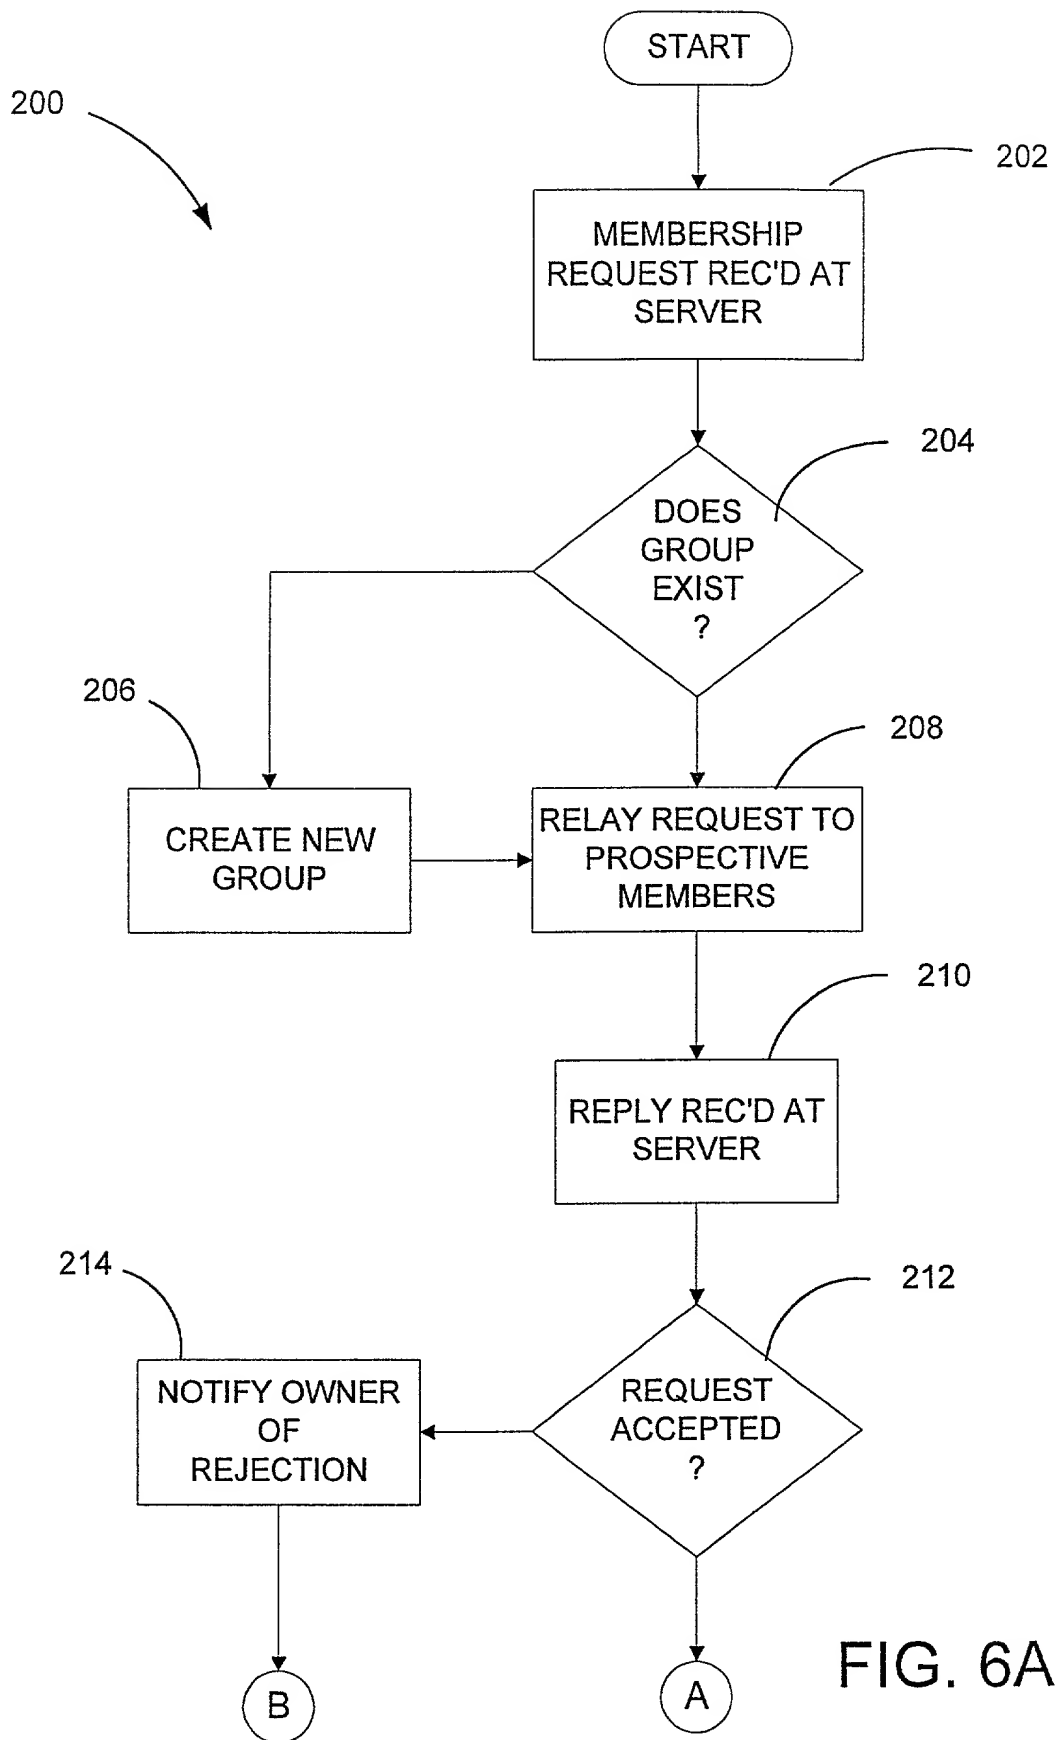 START
200
202
MEMBERSHIP
REQUEST REC'D AT
SERVER
204
DOES
GROUP
EXIST
?
206
208
CREATE NEW
GROUP
RELAY REQUEST TO
PROSPECTIVE
MEMBERS
210
REPLY REC'D AT
SERVER
214
212
NOTIFY OWNER
OF
REJECTION
REQUEST
ACCEPTED
?
B
A
FIG. 6A